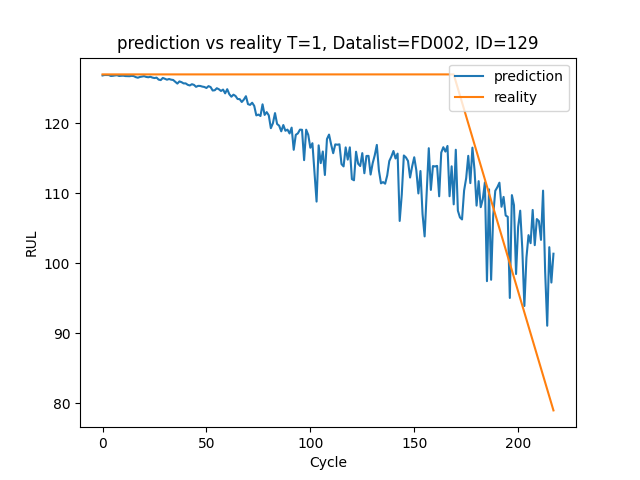 prediction vs reality T=1, Datalist=FD002, ID=129
prediction
reality
RUL
120
110
100
90
80
0 50 100 150 200
Cycle